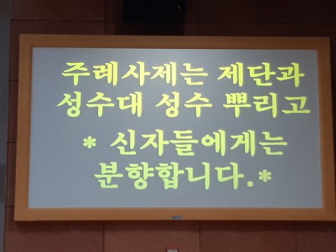 주례사제는 제단과
성수대 성수 뿌리고
* 신자들에게는
분향합니다.*